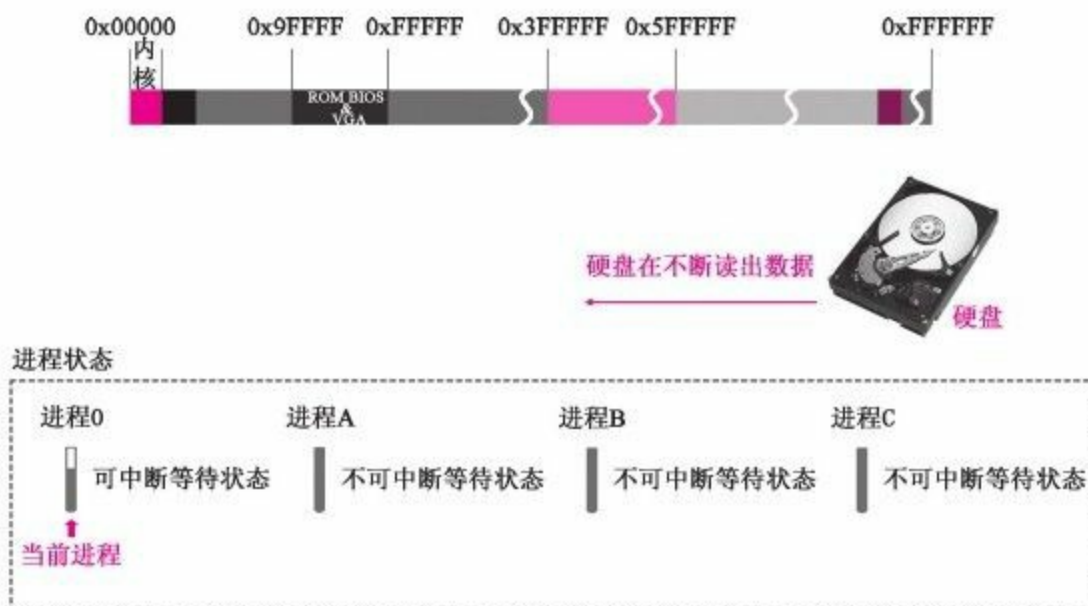 0x00000 0x9FFFF 0xFFFFF 0x3FFFFF 0x5FFFFF 0xFFFFFF
内
核
ROM BIOS
&
VGA
硬盘在不断读出数据
硬盘
进程状态
进程0 进程A 进程B 进程C
可中断等待状态 不可中断等待状态 不可中断等待状态 不可中断等待状态
当前进程